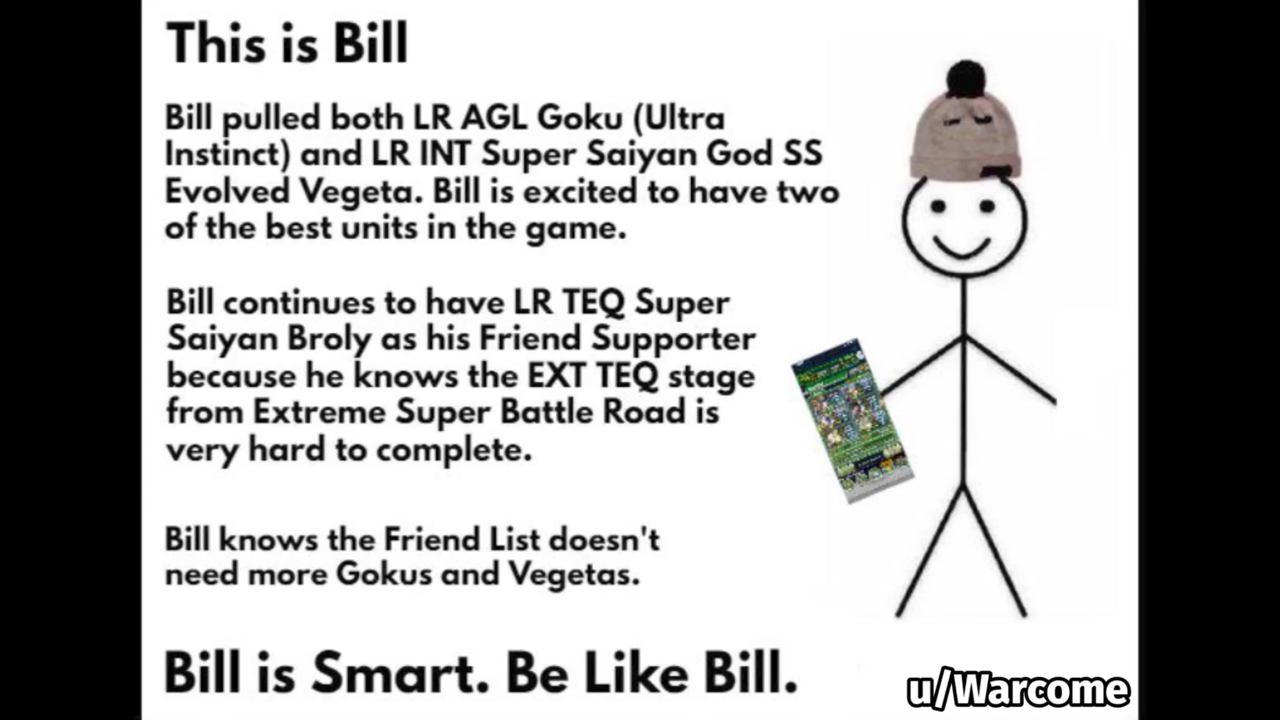 This is Bill
Bill pulled both LR AGL Goku (Ultra
Instinct) and LR INT Super Saiyan God SS
Evolved Vegeta. Bill is excited to have two
of the best units in the game.
Bill continues to have LR TEQ Super
Saiyan Broly as his Friend Supporter
because he knows the EXT TEQ stage
from Extreme Super Battle Road is
very hard to complete.
Bill knows the Friend List doesn't
need more Gokus and Vegetas.
Bill is Smart. Be Like Bill.
u/Warcome